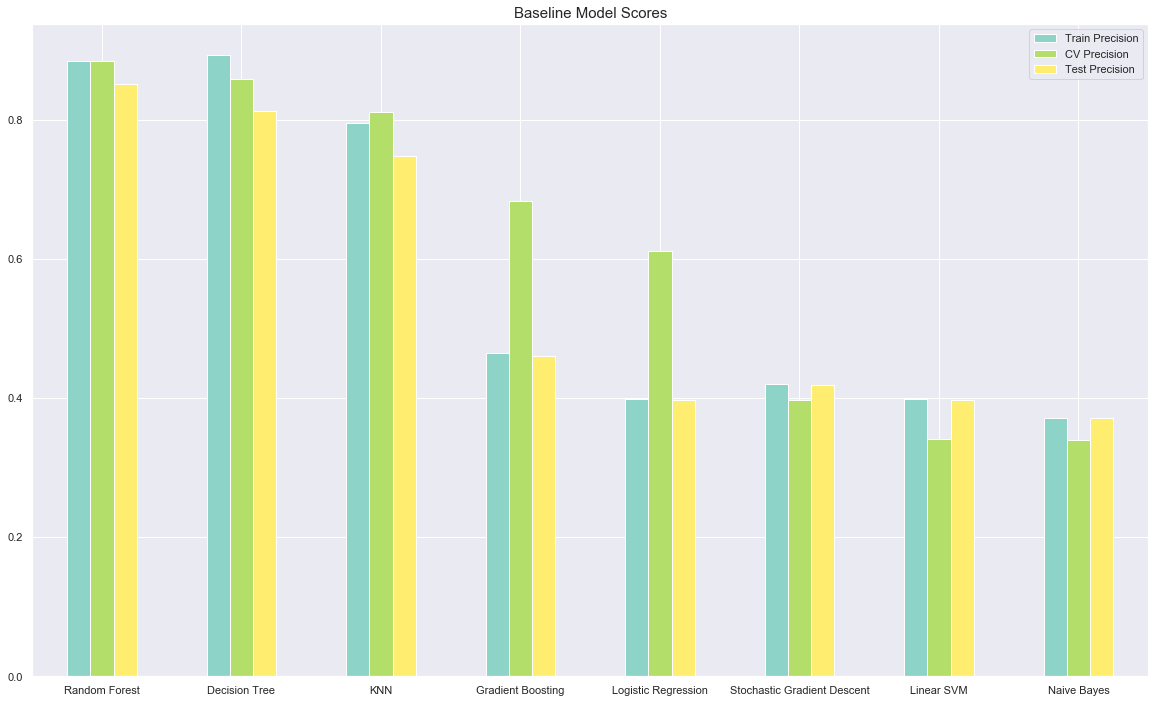 Baseline Model Scores
Train Precision
CV Precision
Test Precision
0.8
0.6
0.4
0.2
0.0
Random Forest Decision Tree KNN Gradient Boosting Logistic Regression Stochastic Gradient Descent Linear SVM Naive Bayes